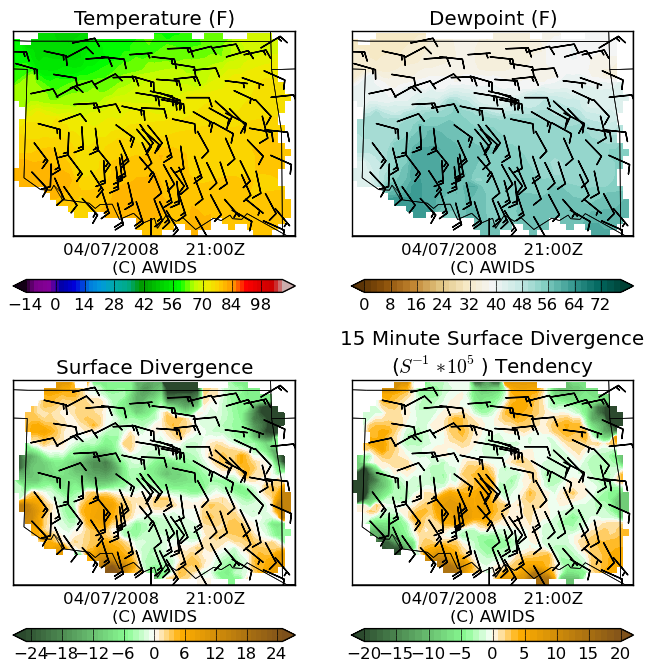 Temperature (F)
Dewpoint (F)
04/07/2008 21:00Z
(C) AWIDS
04/07/2008 21:00Z
(C) AWIDS
−14 0 14 28 42 56 70 84 98
0 8 16 24 32 40 48 56 64 72
Surface Divergence
15 Minute Surface Divergence
(S⁻¹ *10⁵ ) Tendency
04/07/2008 21:00Z
(C) AWIDS
04/07/2008 21:00Z
(C) AWIDS
−24 −18 −12 −6 0 6 12 18 24
−20 −15 −10 −5 0 5 10 15 20